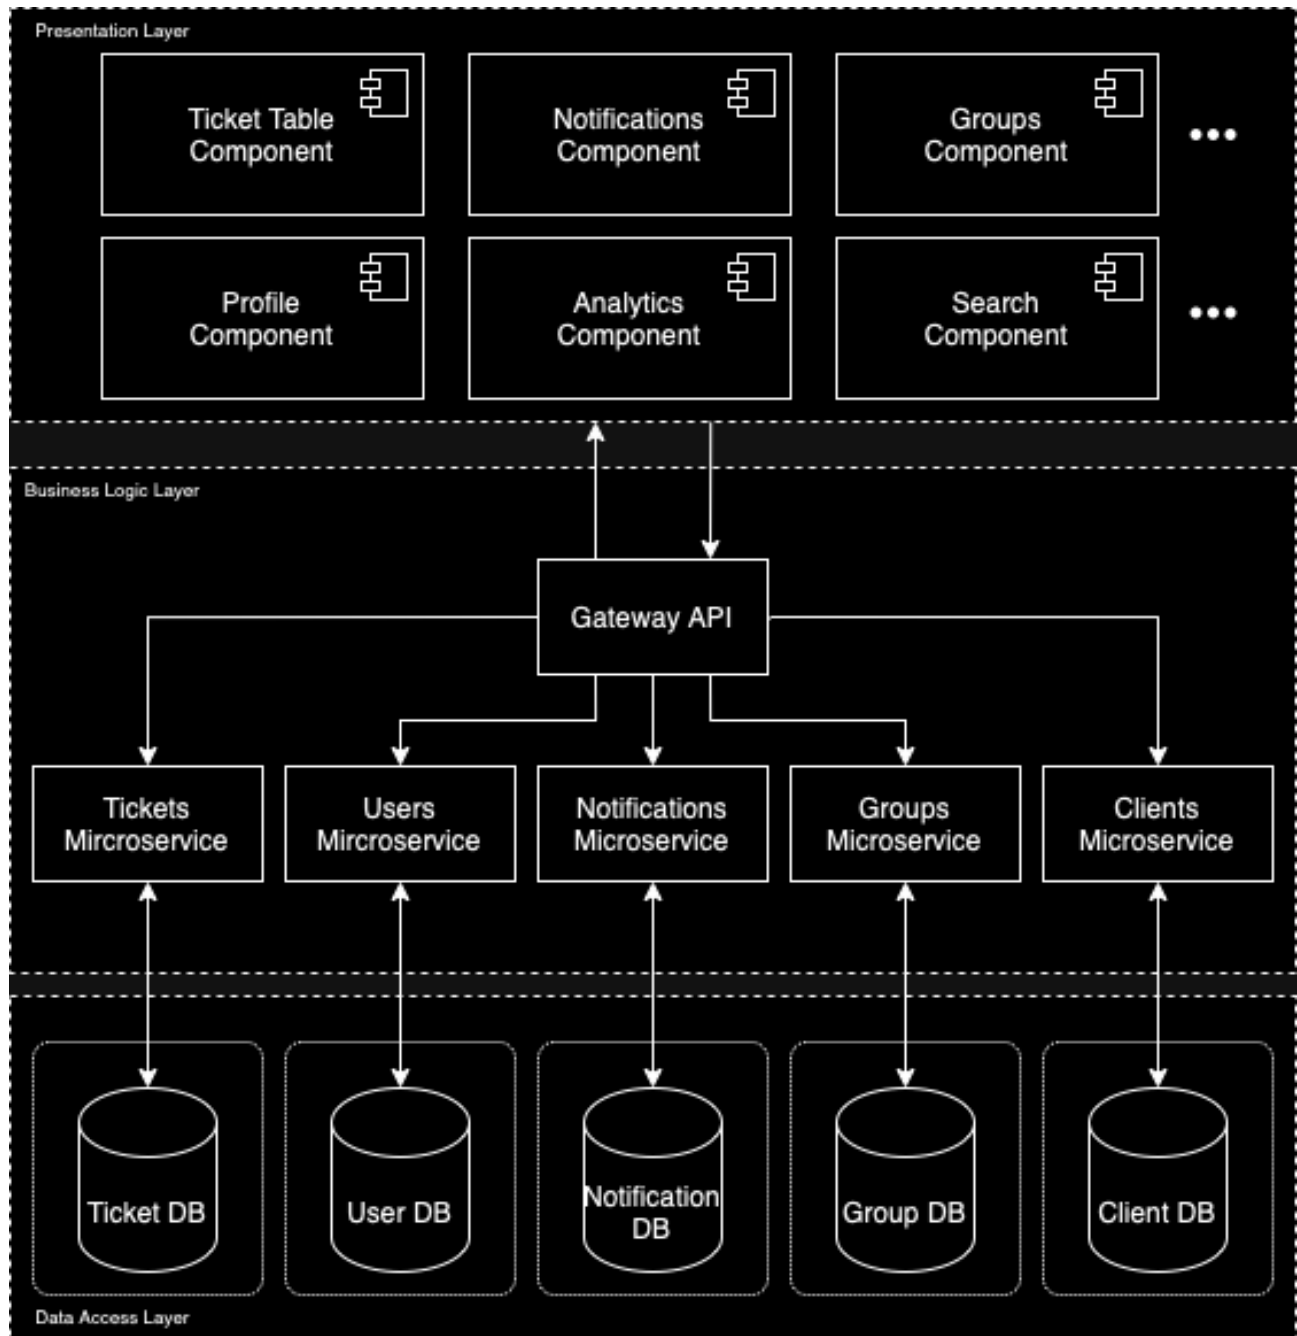 Presentation Layer
Ticket Table
Component
Notifications
Component
Groups
Component
Profile
Component
Analytics
Component
Search
Component
Business Logic Layer
Gateway API
Tickets
Mircroservice
Users
Mircroservice
Notifications
Microservice
Groups
Microservice
Clients
Microservice
Ticket DB
User DB
Notification
DB
Group DB
Client DB
Data Access Layer